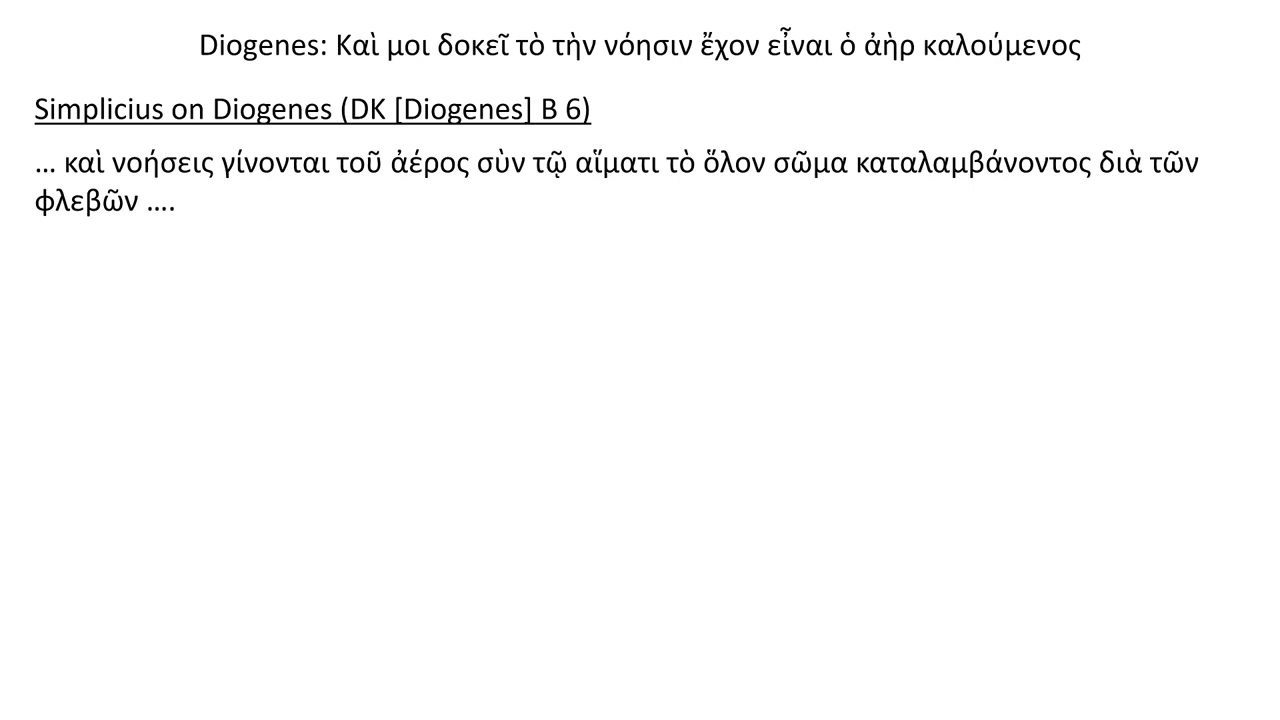 Diogenes: Καὶ μοι δοκεῖ τὸ τὴν νόησιν ἔχον εἶναι ὁ ἀὴρ καλούμενος
Simplicius on Diogenes (DK [Diogenes] B 6)
… καὶ νοήσεις γίνονται τοῦ ἀέρος σὺν τῷ αἵματι τὸ ὅλον σῶμα καταλαμβάνοντος διὰ τῶν
φλεβῶν ….